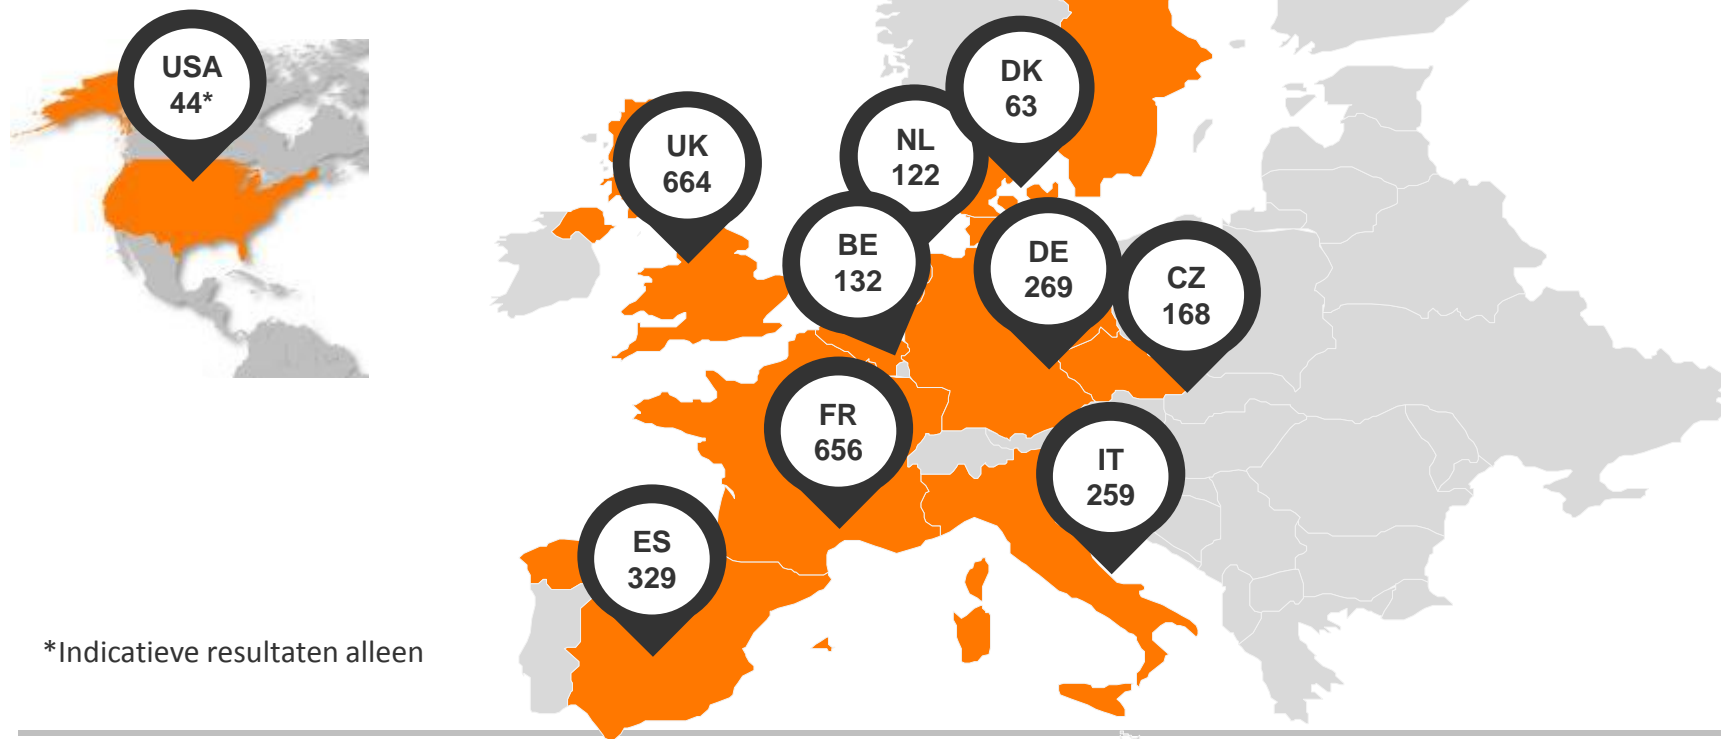 USA
44*
DK
63
UK
664
NL
122
BE
132
DE
269
CZ
168
FR
656
IT
259
ES
329
*Indicatieve resultaten alleen